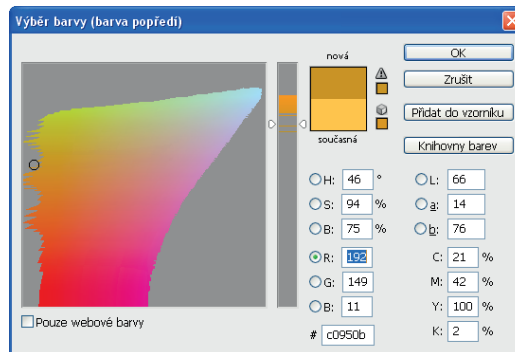 Výběr barvy (barva popředí)
nová
současná
OK
Zrušit
Přidat do vzorníku
Knihovny barev
H: 46 °
S: 94 %
B: 75 %
R: 192
G: 149
B: 11
# c0950b
L: 66
a: 14
b: 76
C: 21 %
M: 42 %
Y: 100 %
K: 2 %
Pouze webové barvy